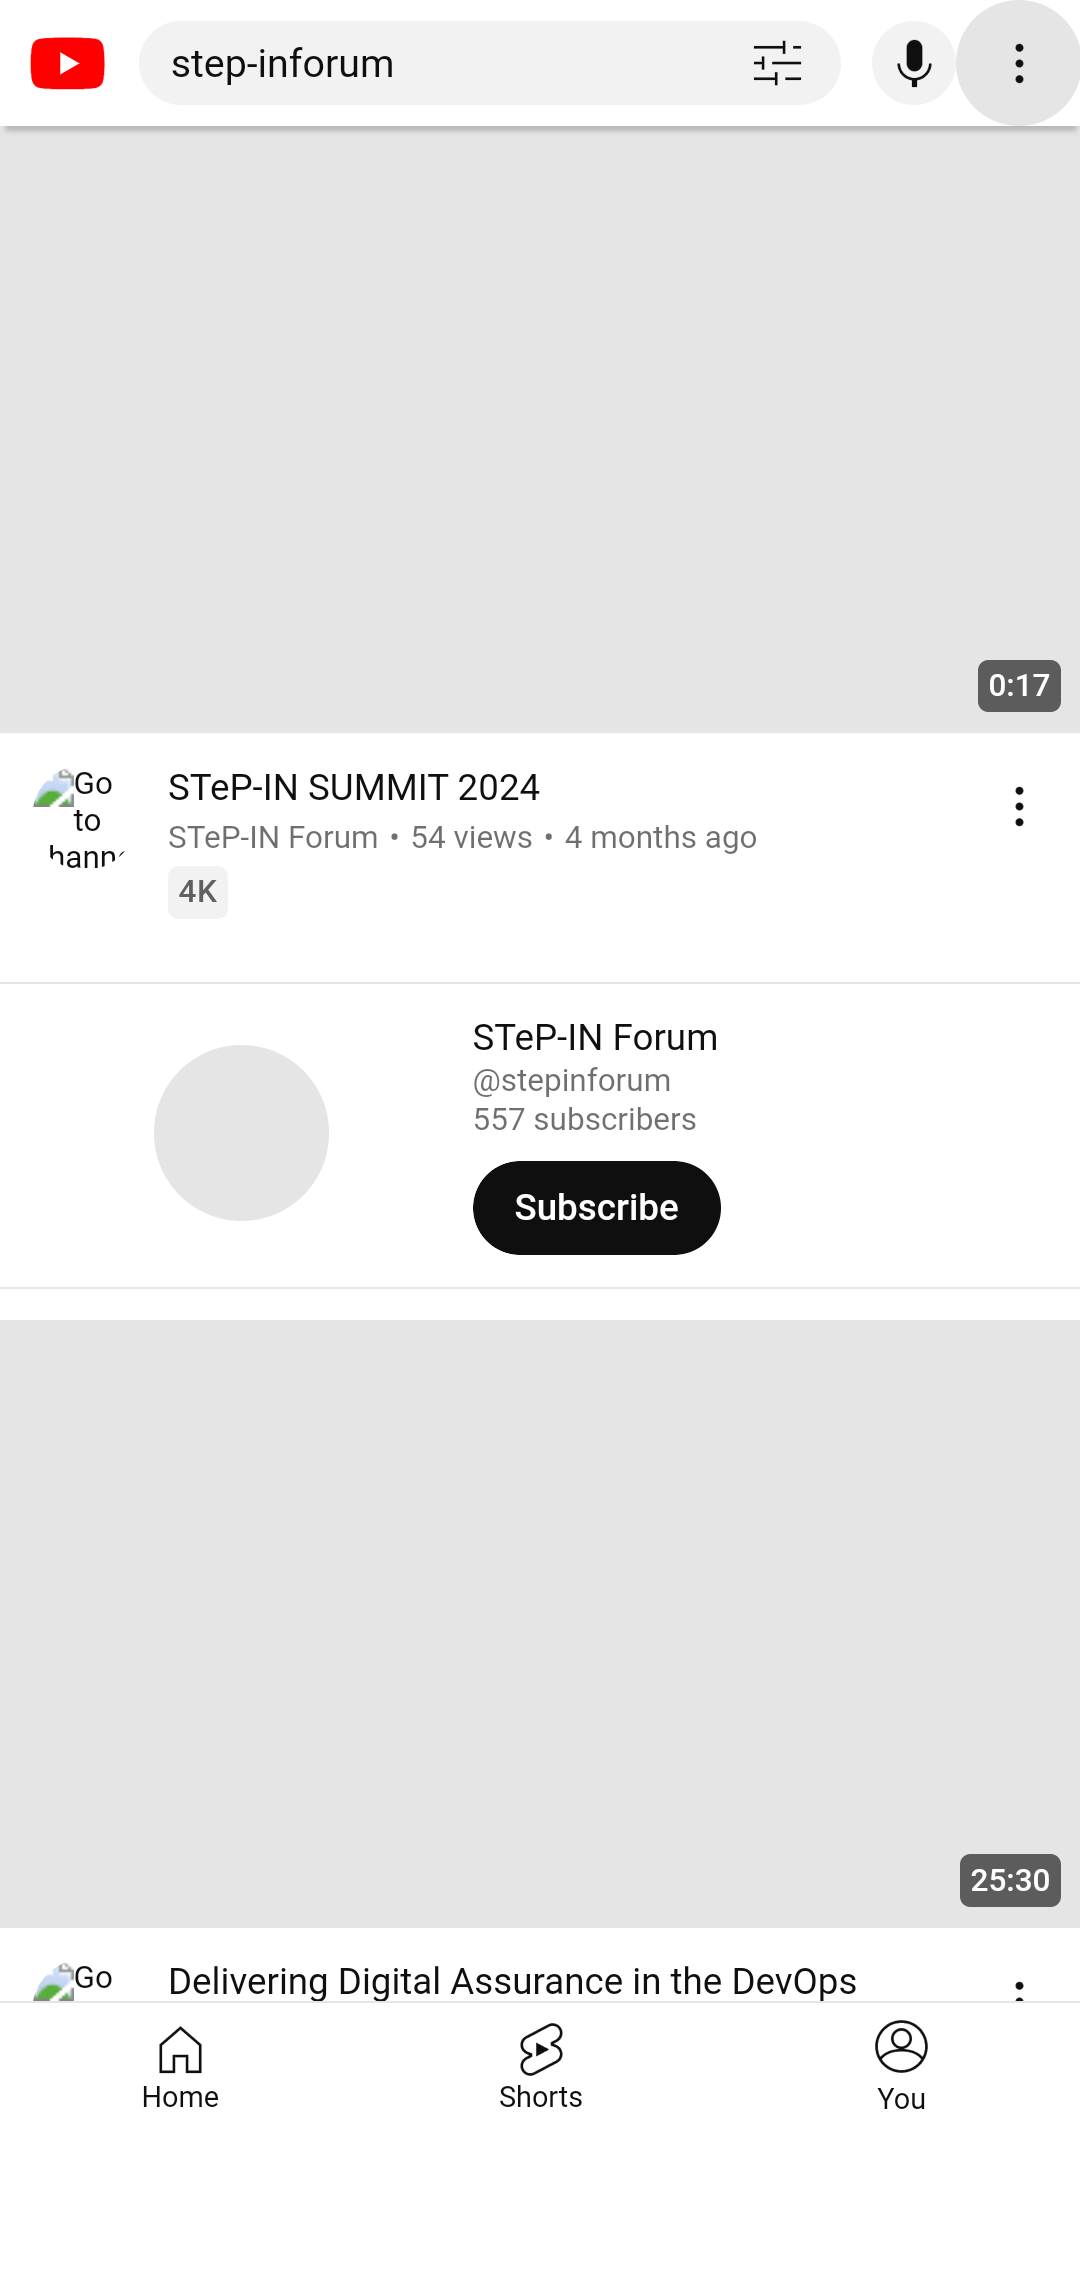 step-inforum
0:17
Go
to
STeP-IN SUMMIT 2024
STeP-IN Forum • 54 views • 4 months ago
4K
STeP-IN Forum
@stepinforum
557 subscribers
Subscribe
25:30
Go
Delivering Digital Assurance in the DevOps
Home
Shorts
You